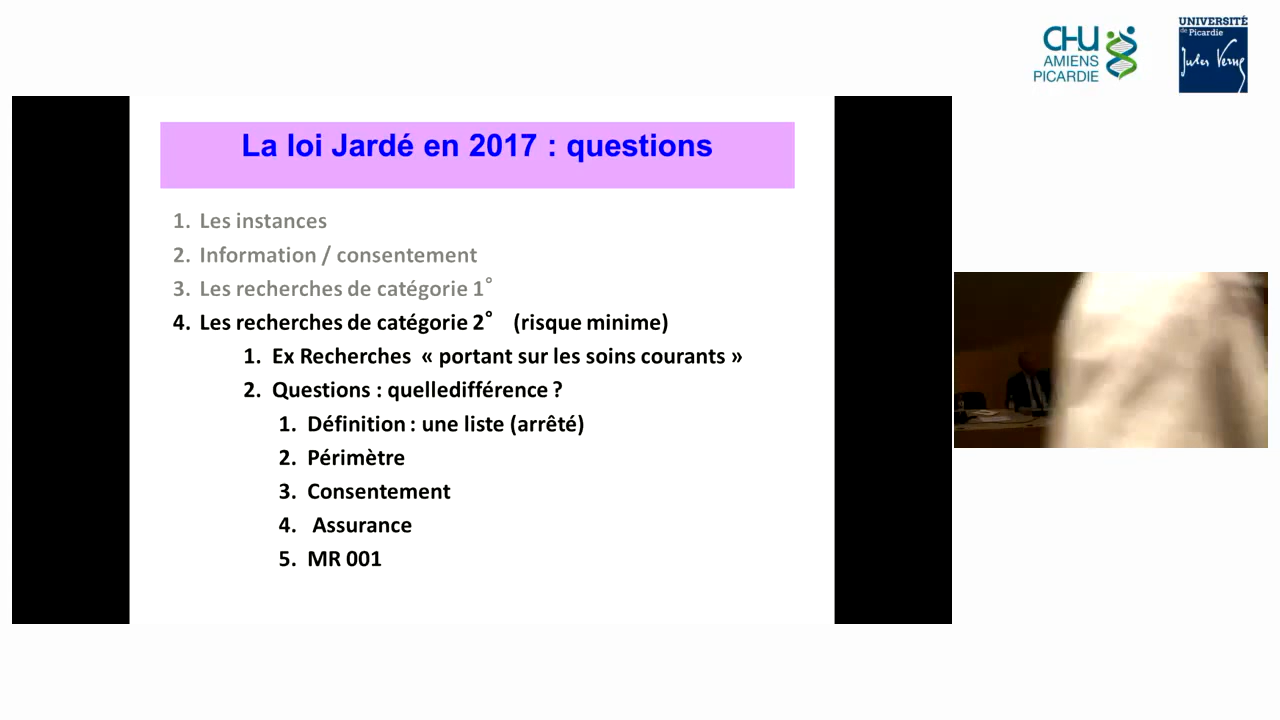 CHU
AMIENS
PICARDIE
UNIVERSITÉ
de Picardie
Jules Verne
La loi Jardé en 2017 : questions
1. Les instances
2. Information / consentement
3. Les recherches de catégorie 1°
4. Les recherches de catégorie 2° (risque minime)
1. Ex Recherches « portant sur les soins courants »
2. Questions : quelledifférence ?
1. Définition : une liste (arrêté)
2. Périmètre
3. Consentement
4. Assurance
5. MR 001